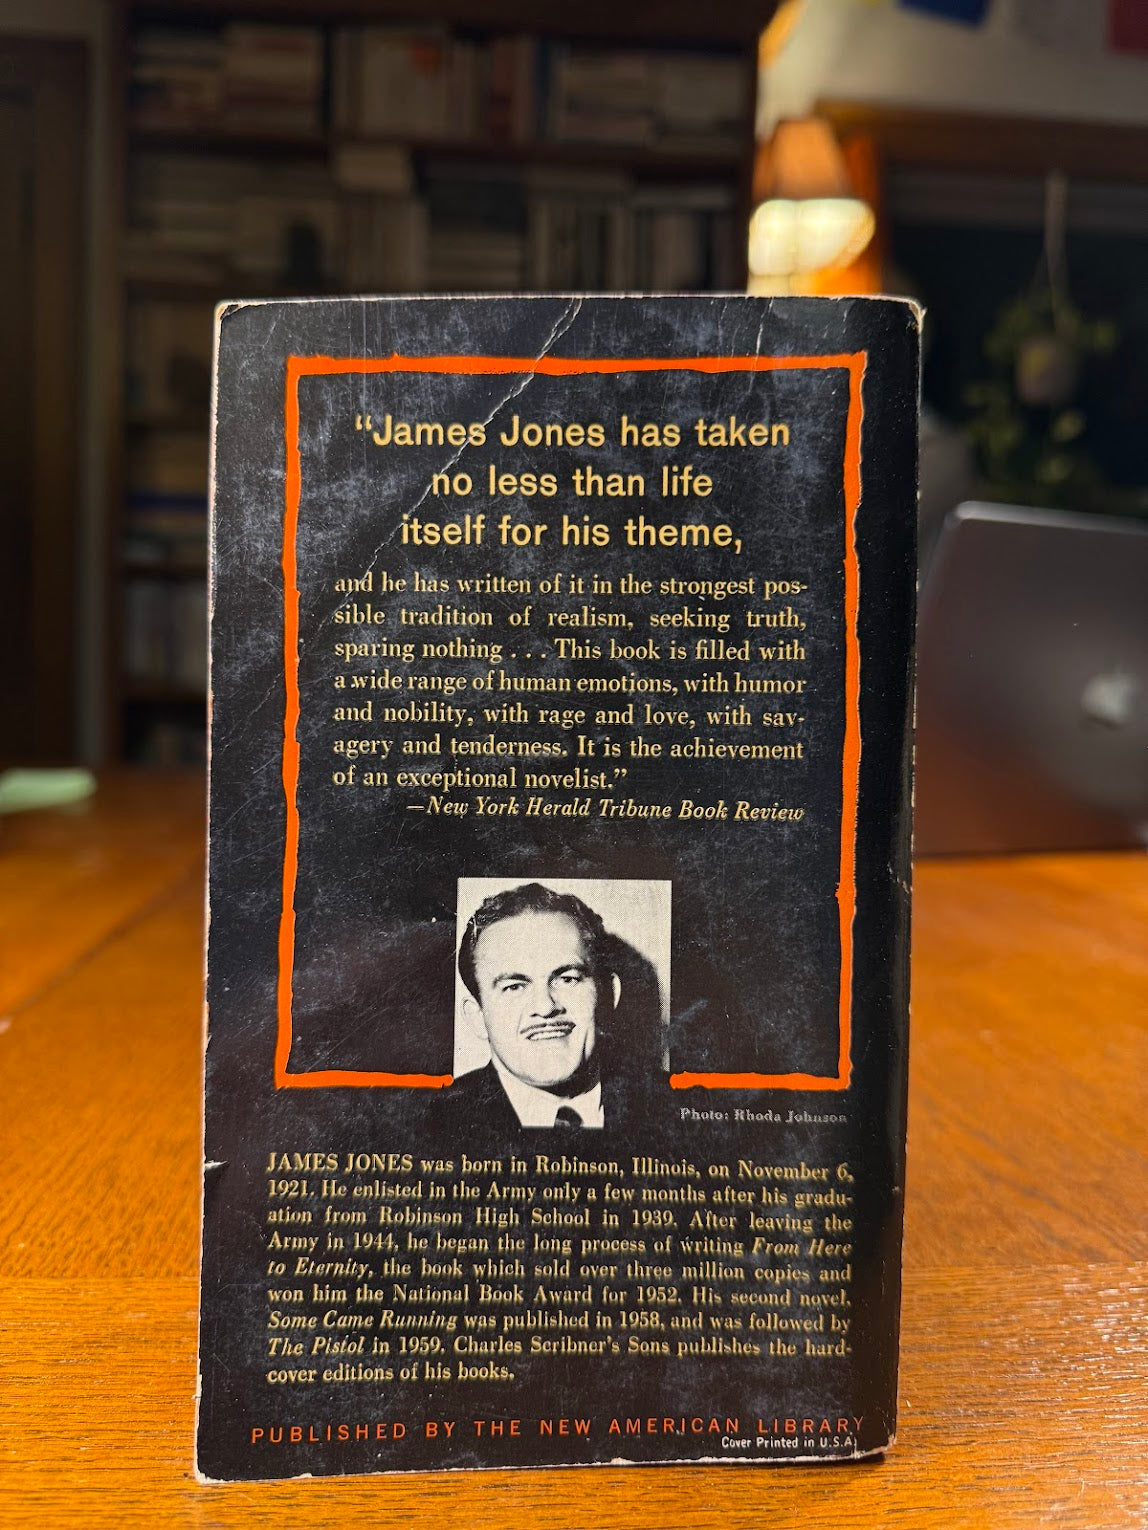 “James Jones has taken
no less than life
itself for his theme,
and he has written of it in the strongest pos-
sible tradition of realism, seeking truth,
sparing nothing . . . This book is filled with
a wide range of human emotions, with humor
and nobility, with rage and love, with sav-
agery and tenderness. It is the achievement
of an exceptional novelist.”
—New York Herald Tribune Book Review
Photo: Rhoda Johnson
JAMES JONES was born in Robinson, Illinois, on November 6,
1921. He enlisted in the Army only a few months after his gradu-
ation from Robinson High School in 1939. After leaving the
Army in 1944, he began the long process of writing From Here
to Eternity, the book which sold over three million copies and
won him the National Book Award for 1952. His second novel,
Some Came Running was published in 1958, and was followed by
The Pistol in 1959. Charles Scribner's Sons publishes the hard-
cover editions of his books.
PUBLISHED BY THE NEW AMERICAN LIBRARY
Cover Printed in U.S.A.